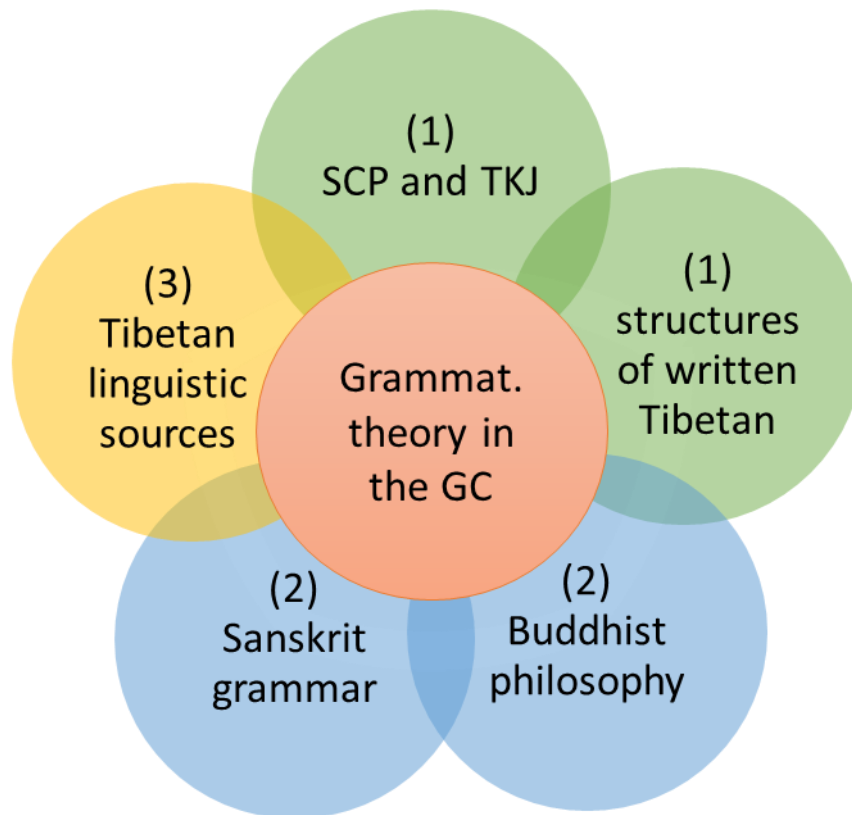 (1)
SCP and TKJ
(1)
structures
of written
Tibetan
(3)
Tibetan
linguistic
sources
Grammat.
theory in
the GC
(2)
Sanskrit
grammar
(2)
Buddhist
philosophy